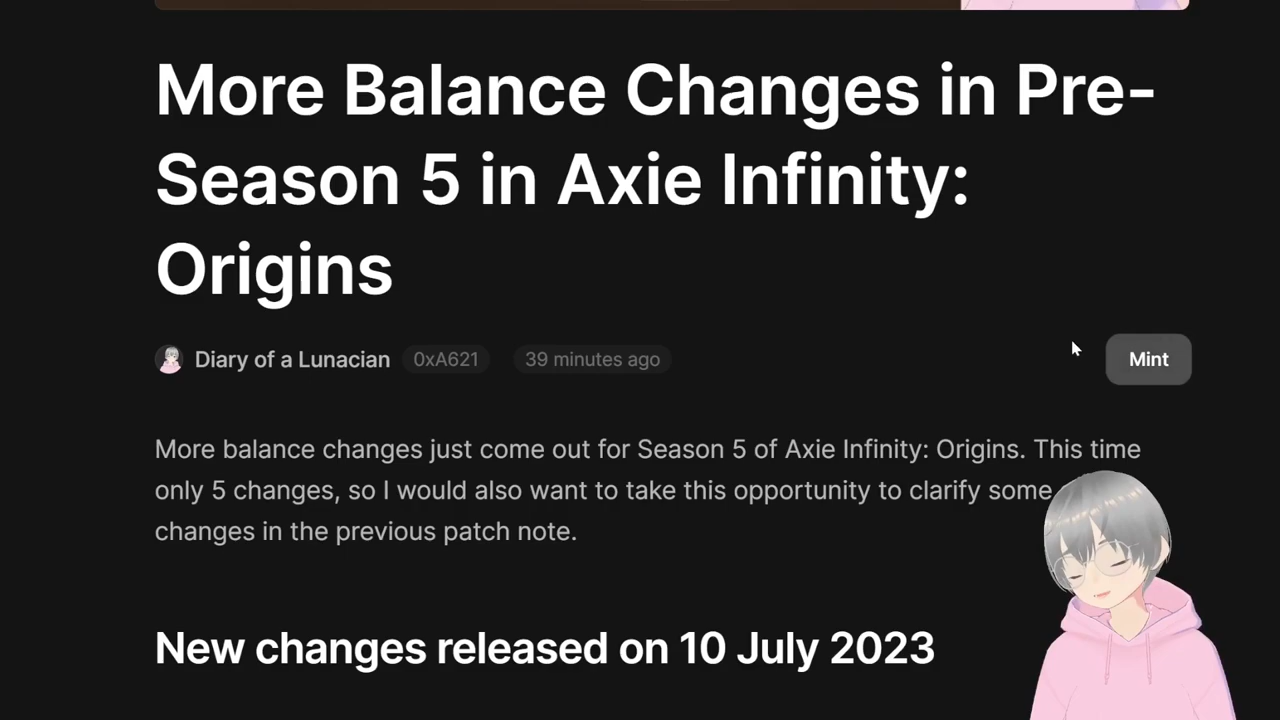 More Balance Changes in Pre-
Season 5 in Axie Infinity:
Origins
Diary of a Lunacian 0xA621 39 minutes ago Mint
More balance changes just come out for Season 5 of Axie Infinity: Origins. This time
only 5 changes, so I would also want to take this opportunity to clarify some
changes in the previous patch note.
New changes released on 10 July 2023